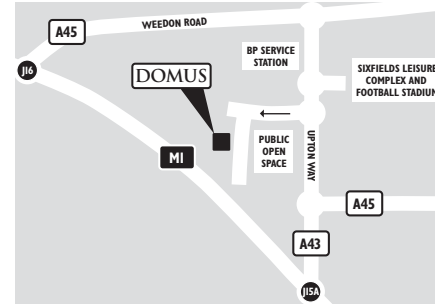 A45
WEEDON ROAD
J16
DOMUS
BP SERVICE
STATION
SIXFIELDS LEISURE
COMPLEX AND
FOOTBALL STADIUM
PUBLIC
OPEN
SPACE
UPTON WAY
M1
A45
A43
J15A